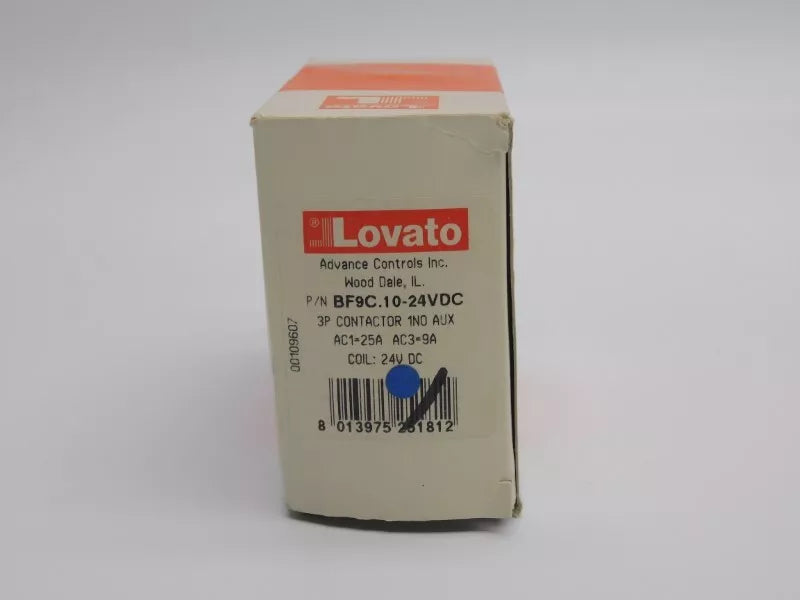 Lovato
® Lovato
Advance Controls Inc.
Wood Dale, IL.
P/N BF9C.10-24VDC
3P CONTACTOR 1NO AUX
AC1=25A AC3=9A
COIL: 24V DC
00109607
8 013975 251812